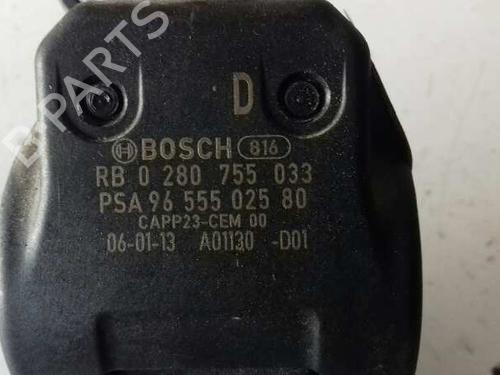 B-PARTS
D
BOSCH 816
RB 0 280 755 033
PSA 96 555 025 80
CAPP23-CEM 00
06-01-13 A01130 -D01